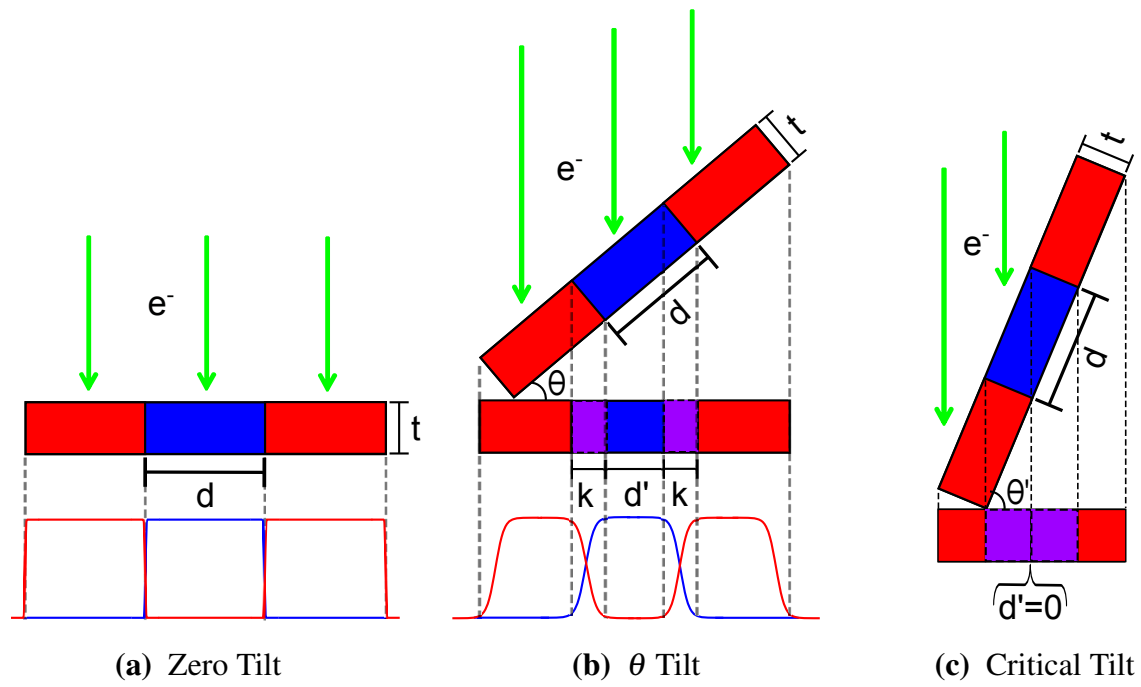 e⁻
t
d
(a) Zero Tilt
e⁻
t
d
θ
k d' k
(b) θ Tilt
e⁻
t
d
θ'
d'=0
(c) Critical Tilt